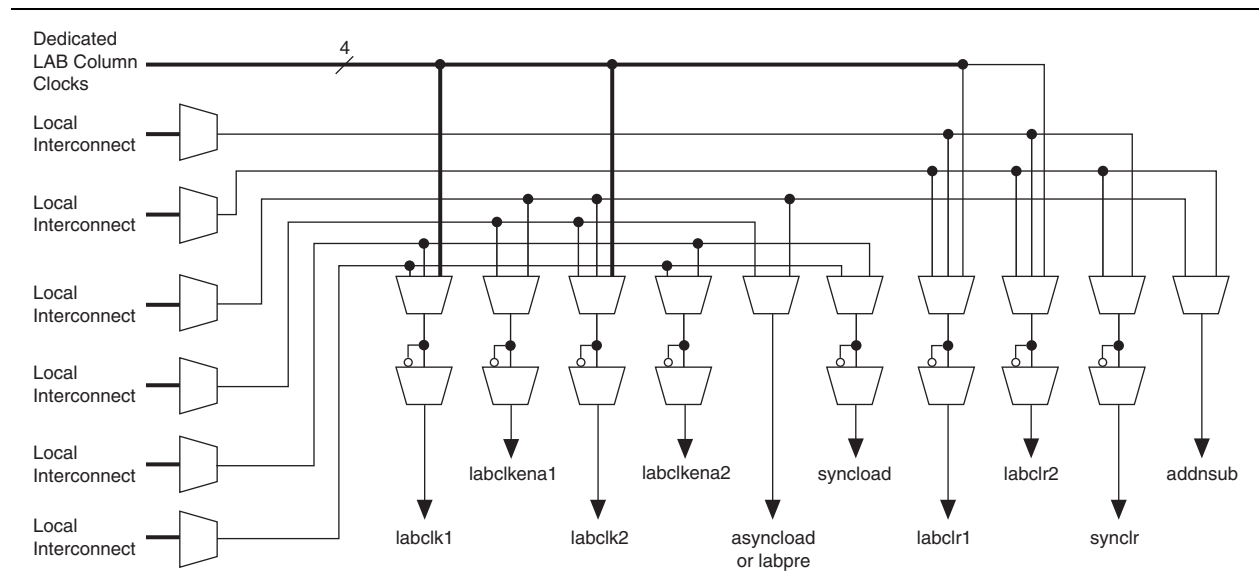 Dedicated
LAB Column
Clocks
4
Local
Interconnect
Local
Interconnect
Local
Interconnect
Local
Interconnect
Local
Interconnect
Local
Interconnect
labclkena1
labclkena2
syncload
labclr2
addnsub
labclk1
labclk2
asyncload
or labpre
labclr1
synclr